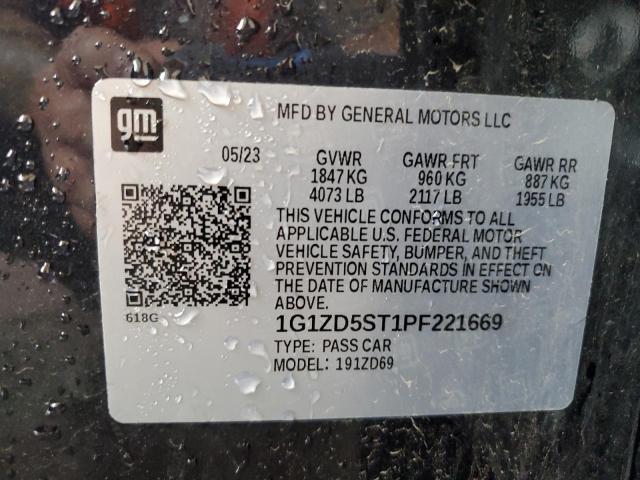 gm
MFD BY GENERAL MOTORS LLC
05/23 GVWR GAWR FRT GAWR RR
1847 KG 960 KG 887 KG
4073 LB 2117 LB 1955 LB
THIS VEHICLE CONFORMS TO ALL
APPLICABLE U.S. FEDERAL MOTOR
VEHICLE SAFETY, BUMPER, AND THEFT
PREVENTION STANDARDS IN EFFECT ON
THE DATE OF MANUFACTURE SHOWN
ABOVE.
618G
1G1ZD5ST1PF221669
TYPE: PASS CAR
MODEL: 191ZD69